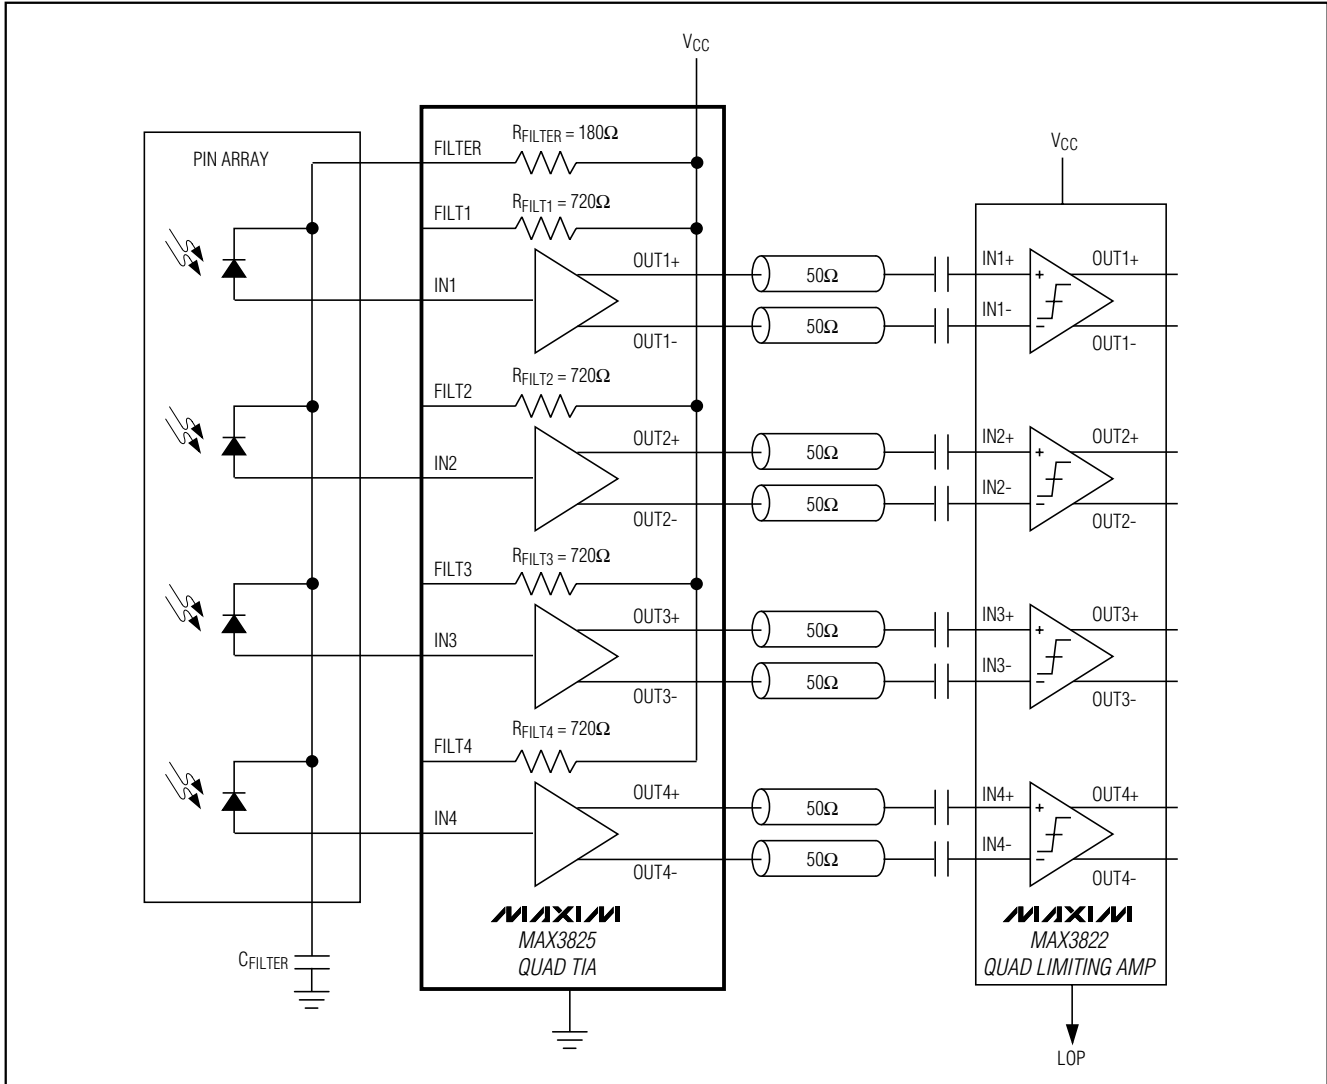 VCC
PIN ARRAY
FILTER
RFILTER = 180Ω
FILT1
RFILT1 = 720Ω
IN1
OUT1+
OUT1-
50Ω
50Ω
VCC
IN1+
IN1-
+
–
OUT1+
OUT1-
FILT2
RFILT2 = 720Ω
IN2
OUT2+
OUT2-
50Ω
50Ω
IN2+
IN2-
+
–
OUT2+
OUT2-
FILT3
RFILT3 = 720Ω
IN3
OUT3+
OUT3-
50Ω
50Ω
IN3+
IN3-
+
–
OUT3+
OUT3-
FILT4
RFILT4 = 720Ω
IN4
OUT4+
OUT4-
50Ω
50Ω
IN4+
IN4-
+
–
OUT4+
OUT4-
CFILTER
MAXIM
MAX3825
QUAD TIA
MAXIM
MAX3822
QUAD LIMITING AMP
LOP